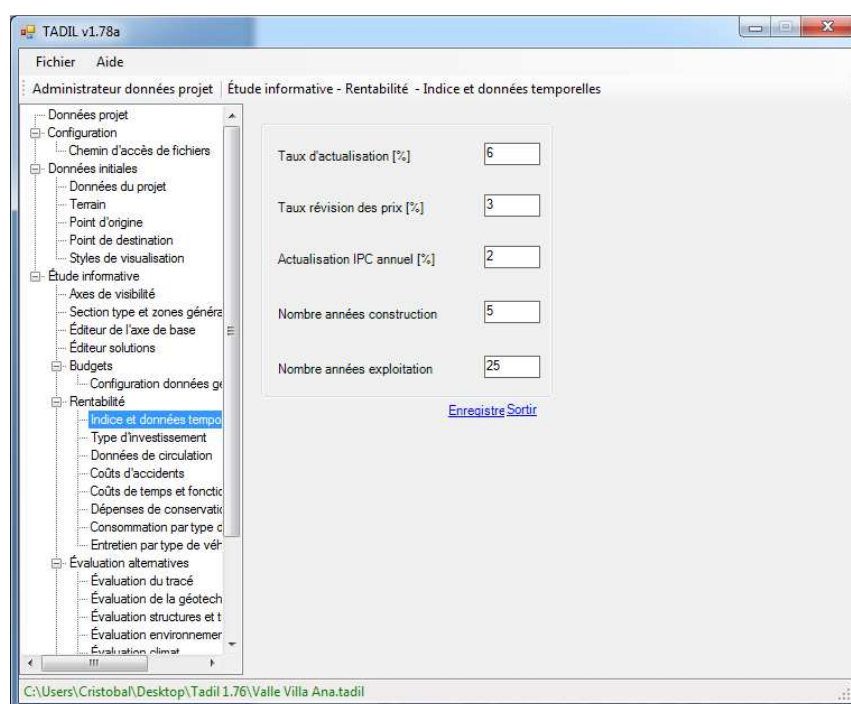 TADIL v1.78a
Fichier Aide
Administrateur données projet Étude informative - Rentabilité - Indice et données temporelles
Données projet
Configuration
Chemin d'accès de fichiers
Données initiales
Données du projet
Terrain
Point d'origine
Point de destination
Styles de visualisation
Étude informative
Axes de visibilité
Section type et zones généra
Éditeur de l'axe de base
Éditeur solutions
Budgets
Configuration données gé
Rentabilité
Indice et données tempo
Type d'investissement
Données de circulation
Coûts d'accidents
Coûts de temps et fonctic
Dépenses de conservatio
Consommation par type d
Entretien par type de véh
Évaluation alternatives
Évaluation du tracé
Évaluation de la géotech
Évaluation structures et t
Évaluation environnemer
Évaluation climat
Taux d'actualisation [%] 6
Taux révision des prix [%] 3
Actualisation IPC annuel [%] 2
Nombre années construction 5
Nombre années exploitation 25
Enregistre Sortir
C:\Users\Cristobal\Desktop\Tadil 1.76\Valle Villa Ana.tadil